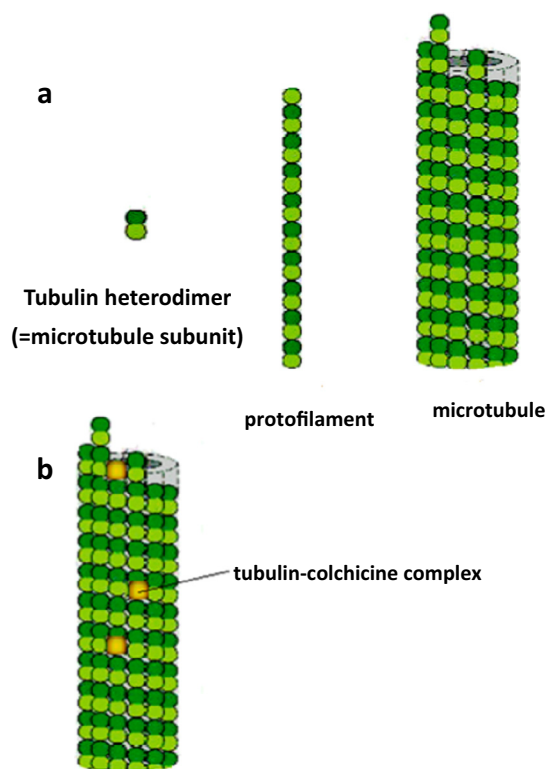 a
Tubulin heterodimer
(=microtubule subunit)
protofilament
microtubule
b
tubulin-colchicine complex